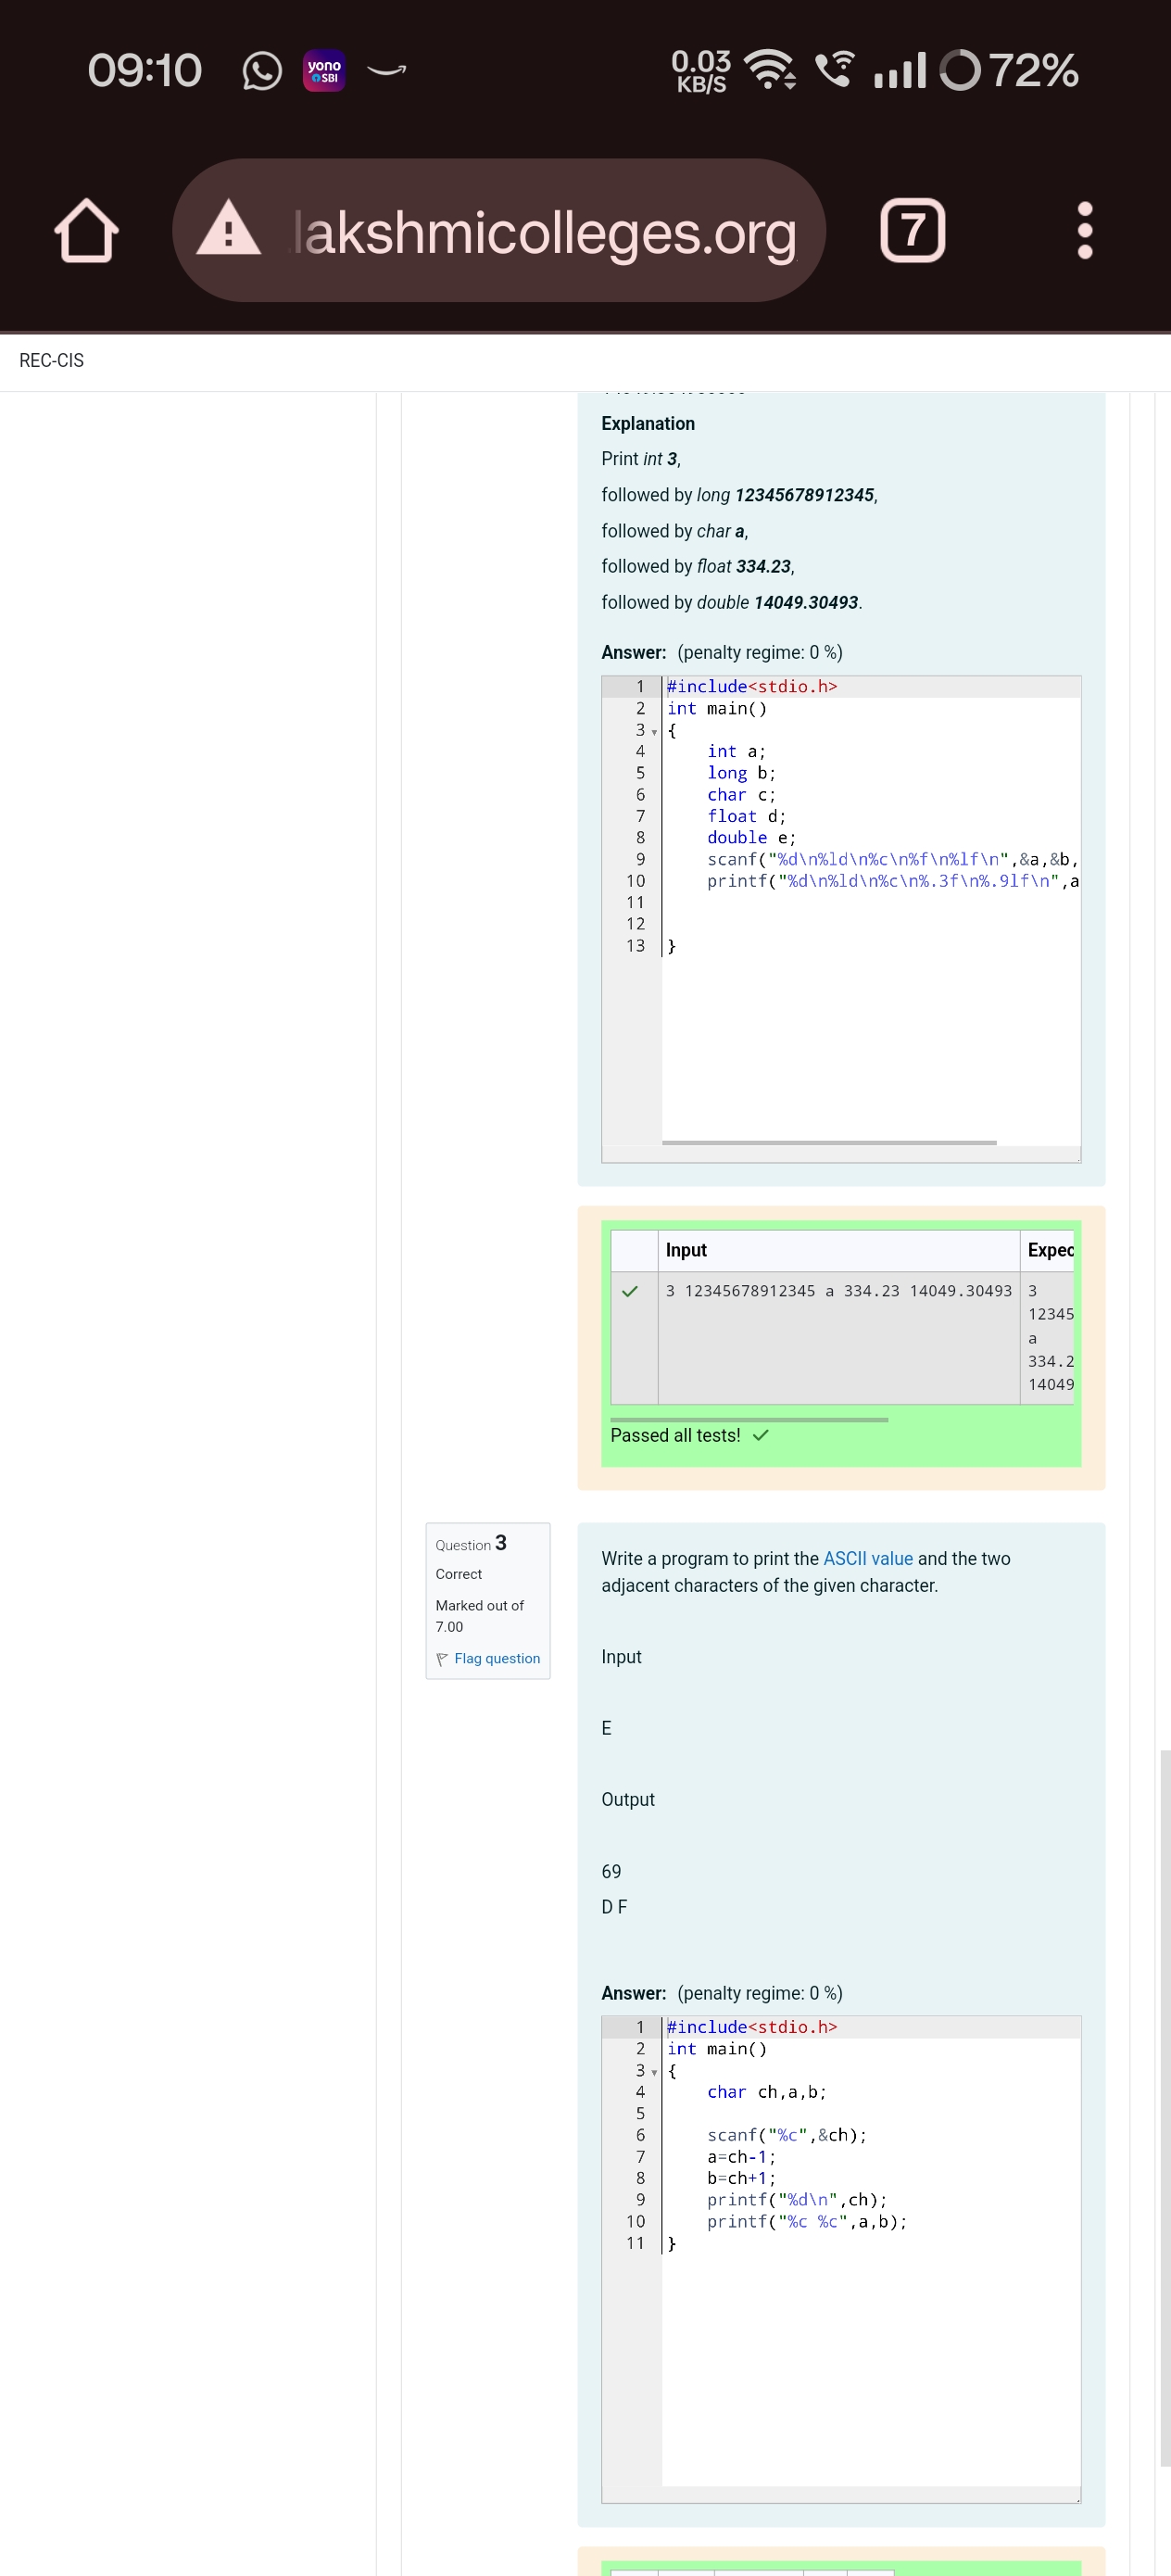 09:10
yono
SBI
0.03
KB/S
72%
lakshmicolleges.org
7
REC-CIS
Explanation
Print int 3,
followed by long 12345678912345,
followed by char a,
followed by float 334.23,
followed by double 14049.30493.
Answer: (penalty regime: 0 %)
1 #include<stdio.h>
2 int main()
3 {
4 int a;
5 long b;
6 char c;
7 float d;
8 double e;
9 scanf("%d\n%ld\n%c\n%f\n%lf\n",&a,&b,
10 printf("%d\n%ld\n%c\n%.3f\n%.9lf\n",a
11
12
13 }
Input Expec
3 12345678912345 a 334.23 14049.30493 3
12345
a
334.2
14049
Passed all tests!
Question 3
Correct
Marked out of
7.00
Flag question
Write a program to print the ASCII value and the two
adjacent characters of the given character.
Input
E
Output
69
D F
Answer: (penalty regime: 0 %)
1 #include<stdio.h>
2 int main()
3 {
4 char ch,a,b;
5
6 scanf("%c",&ch);
7 a=ch-1;
8 b=ch+1;
9 printf("%d\n",ch);
10 printf("%c %c",a,b);
11 }